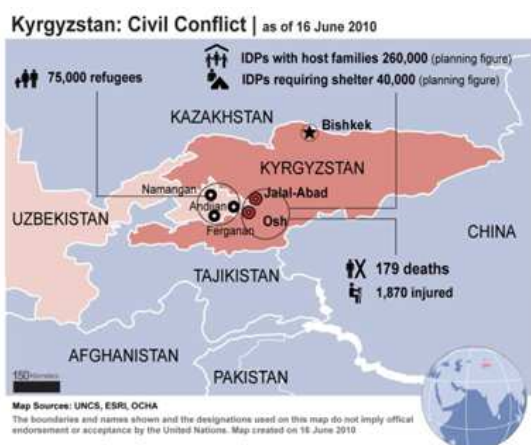 Kyrgyzstan: Civil Conflict | as of 16 June 2010
IDPs with host families 260,000 (planning figure)
75,000 refugees
IDPs requiring shelter 40,000 (planning figure)
KAZAKHSTAN
Bishkek
KYRGYZSTAN
Namangan
Jalal-Abad
Andijan
UZBEKISTAN
Osh
Ferganan
CHINA
TAJIKISTAN
179 deaths
1,870 injured
AFGHANISTAN
PAKISTAN
150 Kilometers
Map Sources: UNCS, ESRI, OCHA
The boundaries and names shown and the designations used on this map do not imply offical
endorsement or acceptance by the United Nations. Map created on 16 June 2010